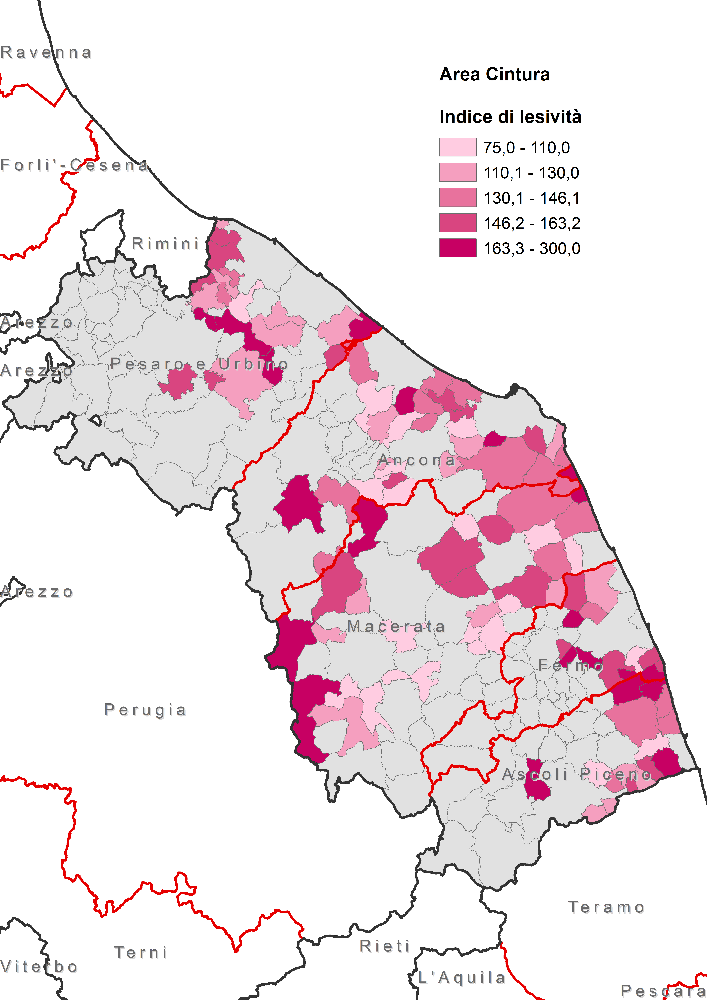 Ravenna
Area Cintura
Indice di lesività
75,0 - 110,0
110,1 - 130,0
130,1 - 146,1
146,2 - 163,2
163,3 - 300,0
Forli'-Cesena
Rimini
Arezzo
Pesaro e Urbino
Arezzo
Ancona
Arezzo
Macerata
Fermo
Perugia
Ascoli Piceno
Teramo
Rieti
Terni
Viterbo
L'Aquila
Pescara